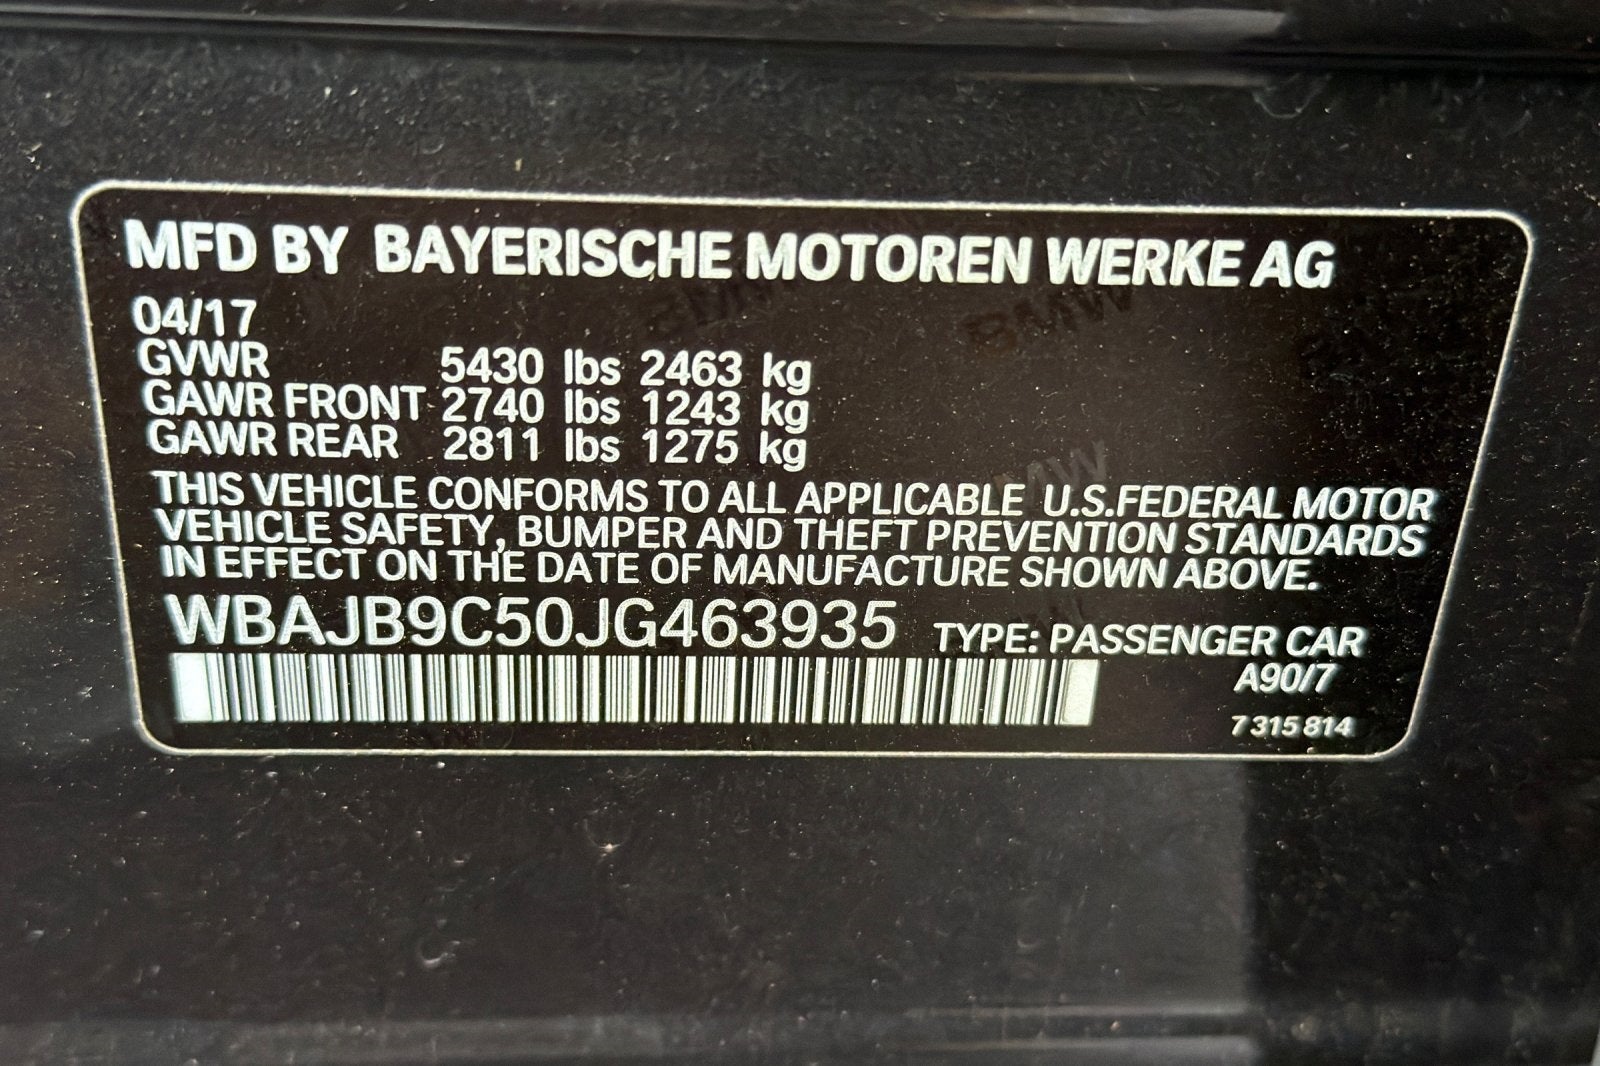 MFD BY BAYERISCHE MOTOREN WERKE AG
04/17
GVWR 5430 lbs 2463 kg
GAWR FRONT 2740 lbs 1243 kg
GAWR REAR 2811 lbs 1275 kg
THIS VEHICLE CONFORMS TO ALL APPLICABLE U.S.FEDERAL MOTOR
VEHICLE SAFETY, BUMPER AND THEFT PREVENTION STANDARDS
IN EFFECT ON THE DATE OF MANUFACTURE SHOWN ABOVE.
WBAJB9C50JG463935 TYPE: PASSENGER CAR
A90/7
7 315 814